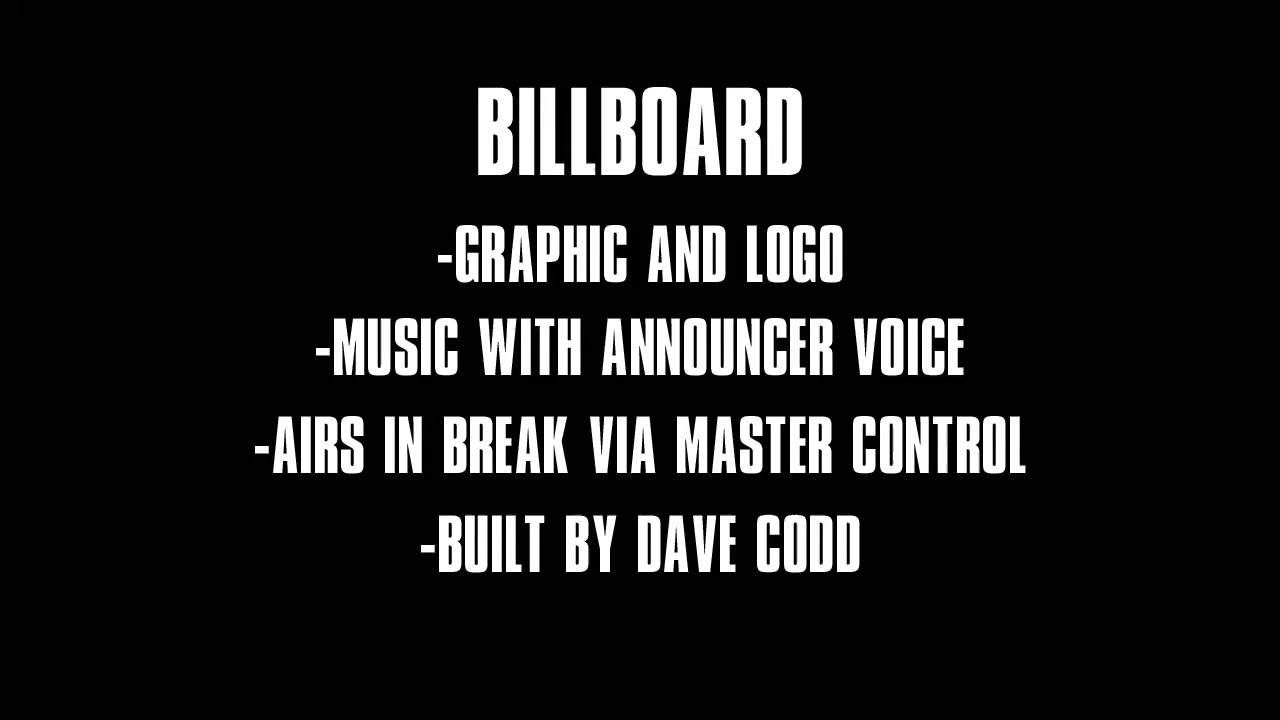 BILLBOARD
-GRAPHIC AND LOGO
-MUSIC WITH ANNOUNCER VOICE
-AIRS IN BREAK VIA MASTER CONTROL
-BUILT BY DAVE CODD